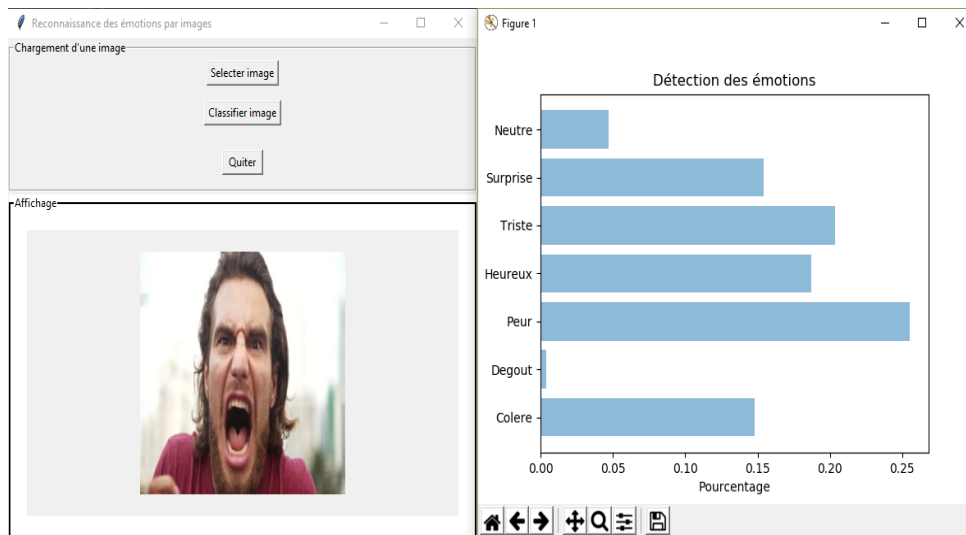 Reconnaissance des émotions par images
Chargement d'une image
Selecter image
Classifier image
Quiter
Affichage
Figure 1
Détection des émotions
Neutre
Surprise
Triste
Heureux
Peur
Degout
Colere
0.00 0.05 0.10 0.15 0.20 0.25
Pourcentage